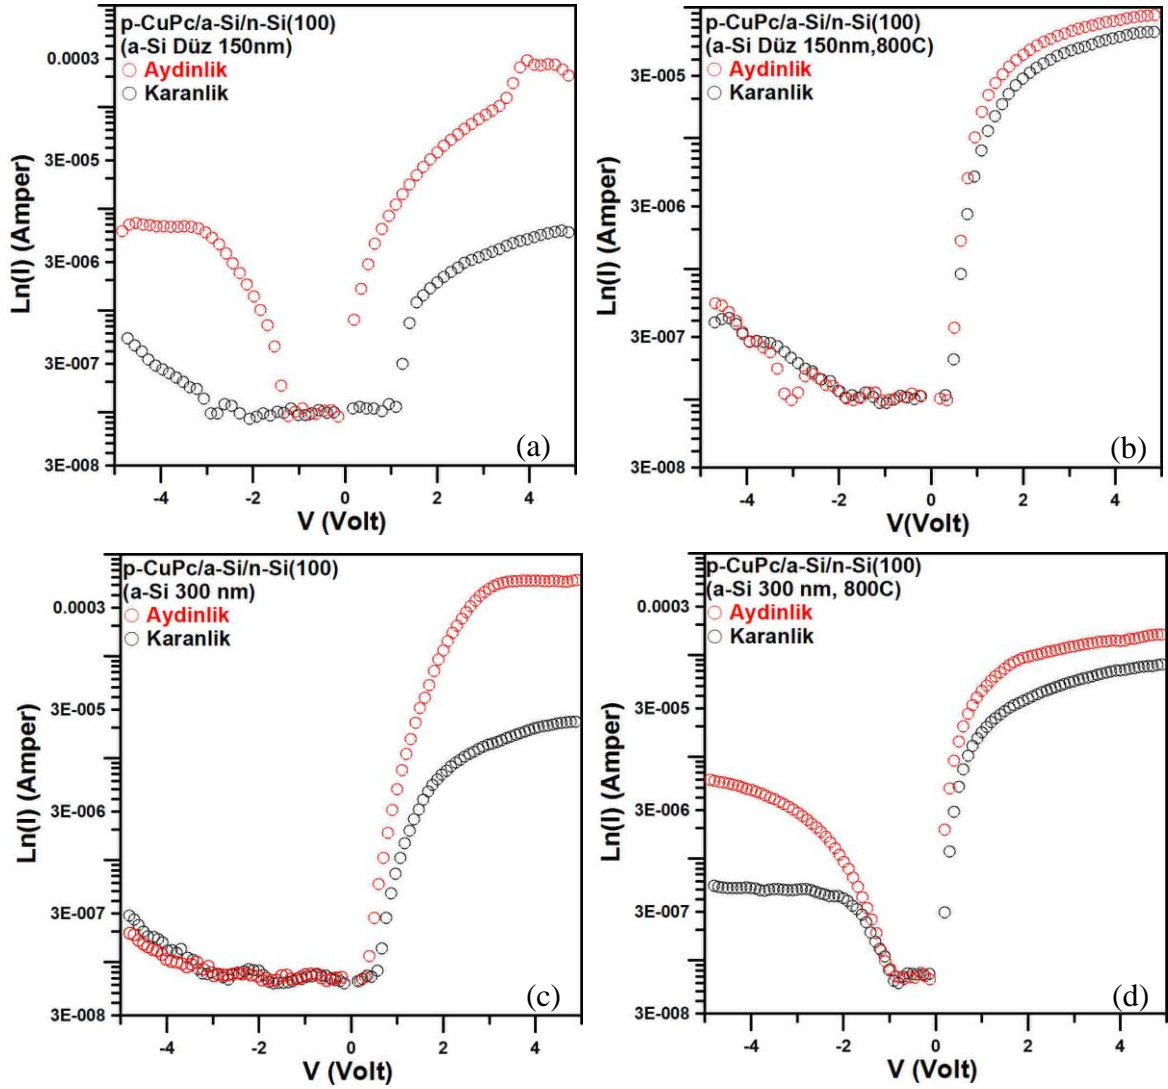 p-CuPc/a-Si/n-Si(100)
(a-Si Düz 150nm)
Aydinlik
Karanlik
0.0003
3E-005
3E-006
3E-007
3E-008
Ln(I) (Amper)
-4 -2 0 2 4
V (Volt)
(a)
p-CuPc/a-Si/n-Si(100)
(a-Si Düz 150nm,800C)
Aydinlik
Karanlik
3E-005
3E-006
3E-007
3E-008
Ln(I) (Amper)
-4 -2 0 2 4
V(Volt)
(b)
p-CuPc/a-Si/n-Si(100)
(a-Si 300 nm)
Aydinlik
Karanlik
0.0003
3E-005
3E-006
3E-007
3E-008
Ln(I) (Amper)
-4 -2 0 2 4
V (Volt)
(c)
p-CuPc/a-Si/n-Si(100)
(a-Si 300 nm, 800C)
Aydinlik
Karanlik
0.0003
3E-005
3E-006
3E-007
3E-008
Ln(I) (Amper)
-4 -2 0 2 4
V (Volt)
(d)